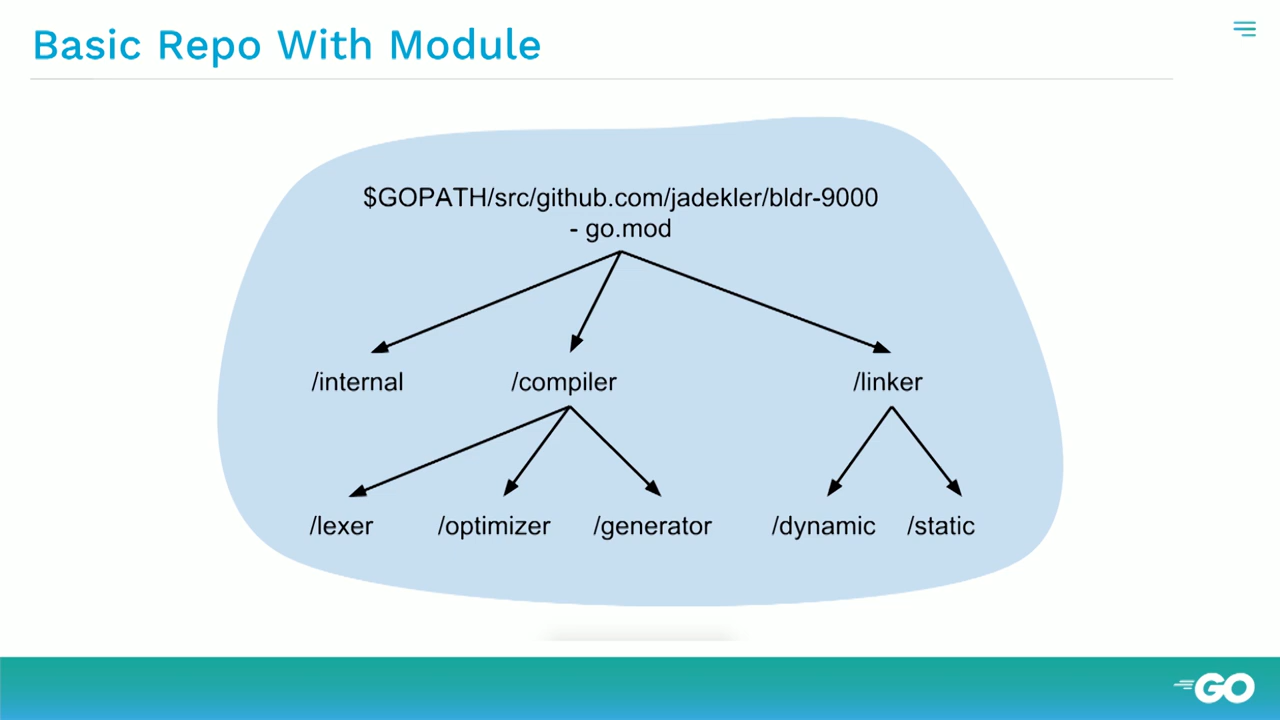 Basic Repo With Module
$GOPATH/src/github.com/jadekler/bldr-9000
- go.mod
/internal
/compiler
/linker
/lexer
/optimizer
/generator
/dynamic
/static
GO